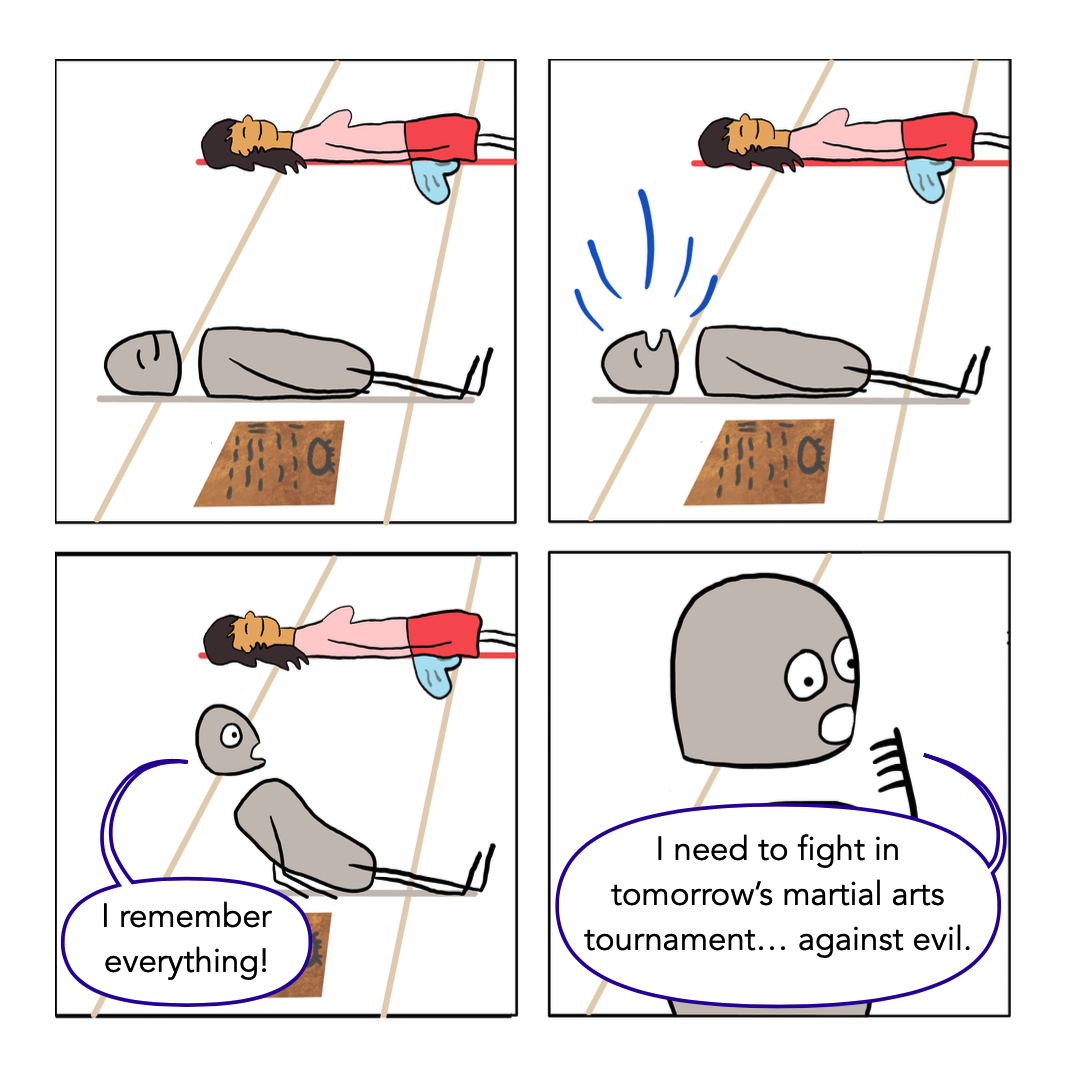 I remember
everything!
I need to fight in
tomorrow's martial arts
tournament... against evil.